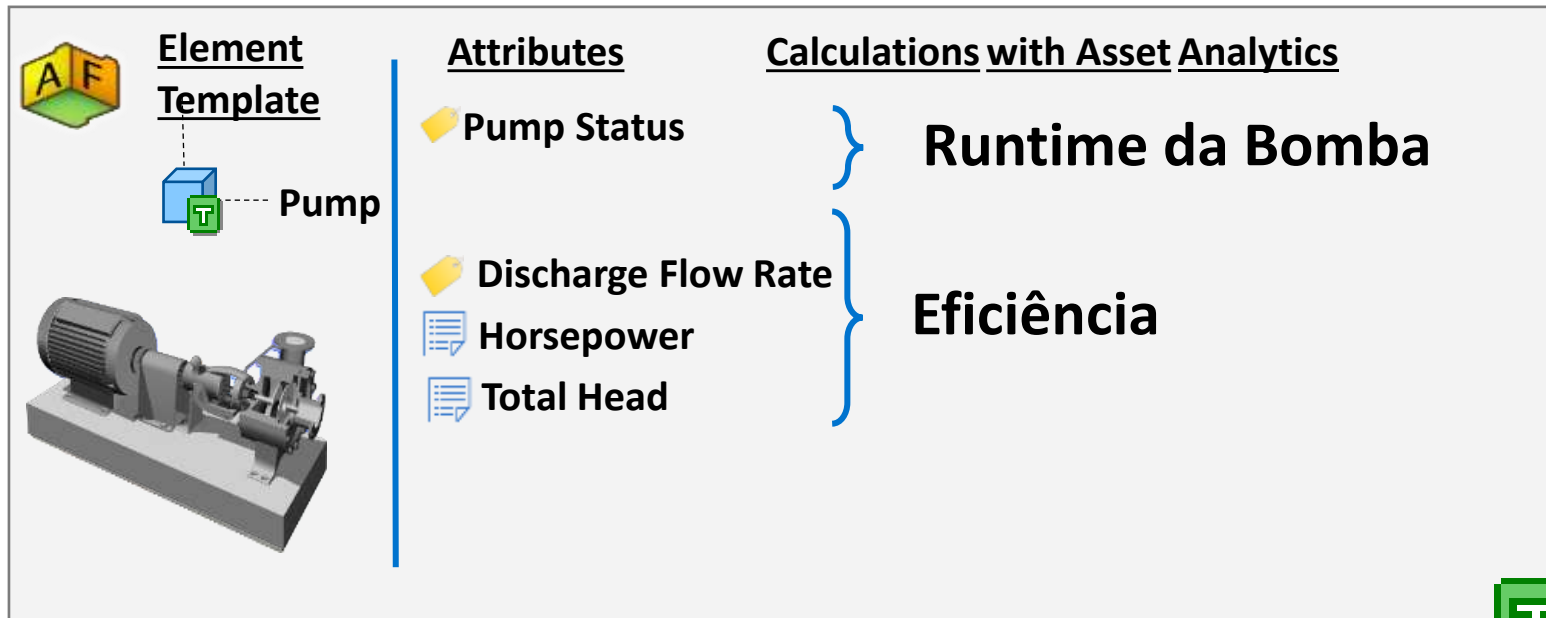 A F
Element
Template
T
Pump
Attributes
Calculations with Asset Analytics
Pump Status
Runtime da Bomba
Discharge Flow Rate
Horsepower
Total Head
Eficiência